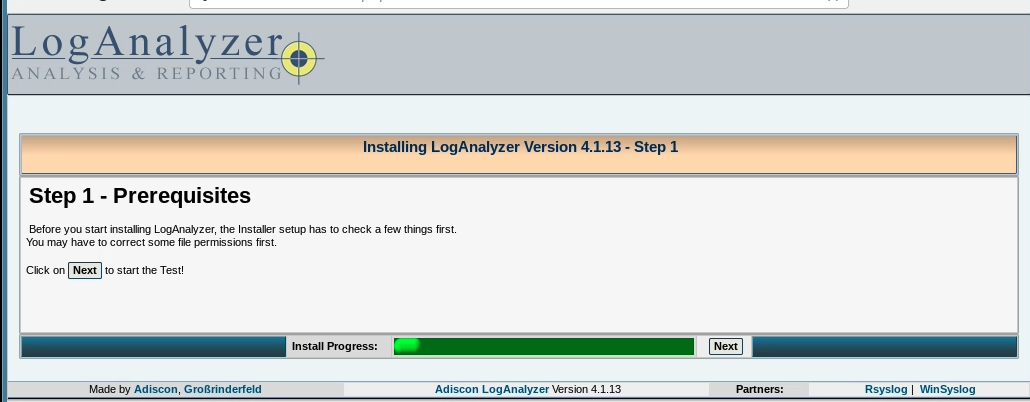 LogAnalyzer
ANALYSIS & REPORTING
Installing LogAnalyzer Version 4.1.13 - Step 1
Step 1 - Prerequisites
Before you start installing LogAnalyzer, the Installer setup has to check a few things first.
You may have to correct some file permissions first.
Click on Next to start the Test!
Install Progress: Next
Made by Adiscon, Großrinderfeld Adiscon LogAnalyzer Version 4.1.13 Partners: Rsyslog | WinSyslog